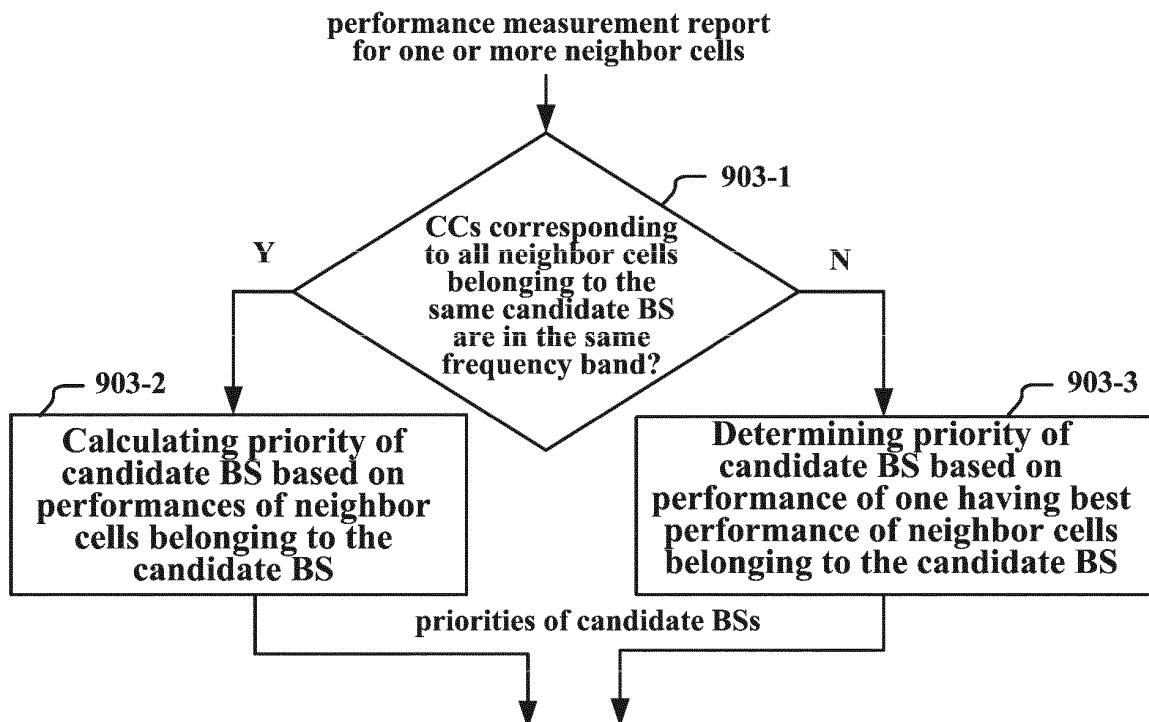 performance measurement report
for one or more neighbor cells
903-1
CCs corresponding
to all neighbor cells
belonging to the
same candidate BS
are in the same
frequency band?
Y
N
903-2
Calculating priority of
candidate BS based on
performances of neighbor
cells belonging to the
candidate BS
903-3
Determining priority of
candidate BS based on
performance of one having best
performance of neighbor cells
belonging to the candidate BS
priorities of candidate BSs